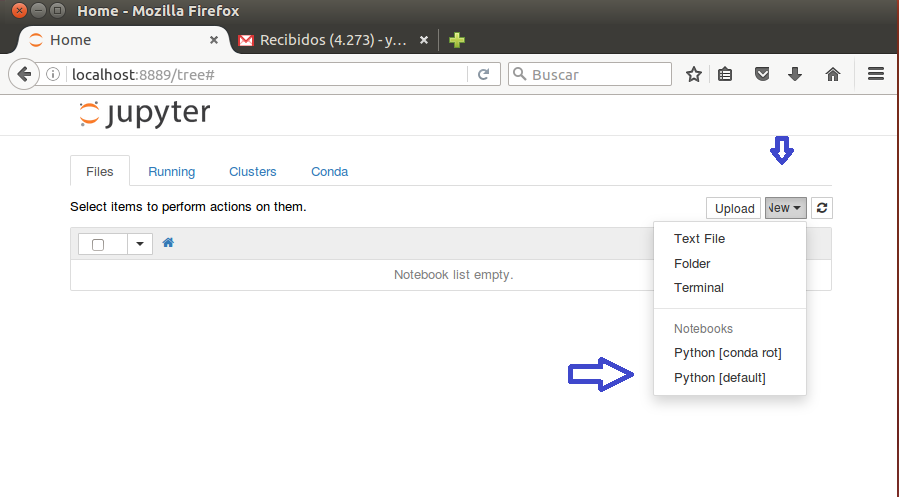 Home - Mozilla Firefox
Home
Recibidos (4.273) - y...
localhost:8889/tree#
Buscar
jupyter
Files Running Clusters Conda
Select items to perform actions on them.
Upload New
Text File
Folder
Notebook list empty.
Terminal
Notebooks
Python [conda rot]
Python [default]